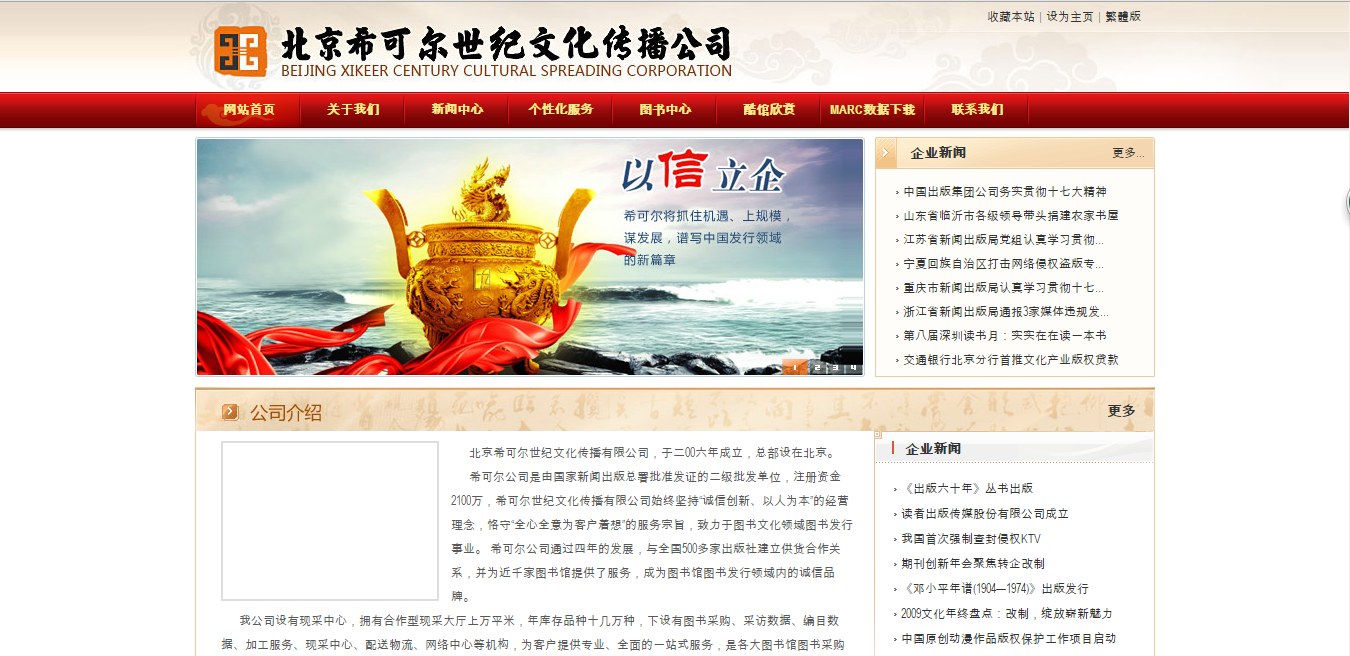 收藏本站 | 设为主页 | 繁體版
北京希可尔世纪文化传播公司
BEIJING XIKEER CENTURY CULTURAL SPREADING CORPORATION
网站首页 关于我们 新闻中心 个性化服务 图书中心 酷馆欣赏 MARC数据下载 联系我们
以信立企
希可尔将抓住机遇、上规模，
谋发展，谱写中国发行领域
的新篇章
1 2 3 4
企业新闻 更多...
中国出版集团公司务实贯彻十七大精神
山东省临沂市各级领导带头捐建农家书屋
江苏省新闻出版局党组认真学习贯彻...
宁夏回族自治区打击网络侵权盗版专...
重庆市新闻出版局认真学习贯彻十七...
浙江省新闻出版局通报3家媒体违规发...
第八届深圳读书月：实实在在读一本书
交通银行北京分行首推文化产业版权贷款
公司介绍 更多
北京希可尔世纪文化传播有限公司，于二00六年成立，总部设在北京。
希可尔公司是由国家新闻出版总署批准发证的二级批发单位，注册资金
2100万，希可尔世纪文化传播有限公司始终坚持“诚信创新、以人为本”的经营
理念，恪守“全心全意为客户着想”的服务宗旨，致力于图书文化领域图书发行
事业。 希可尔公司通过四年的发展，与全国500多家出版社建立供货合作关
系，并为近千家图书馆提供了服务，成为图书馆图书发行领域内的诚信品
牌。
我公司设有现采中心，拥有合作型现采大厅上万平米，年库存品种十几万种，下设有图书采购、采访数据、编目数
据、加工服务、现采中心、配送物流、网络中心等机构，为客户提供专业、全面的一站式服务，是各大图书馆图书采购
企业新闻
《出版六十年》丛书出版
读者出版传媒股份有限公司成立
我国首次强制查封侵权KTV
期刊创新年会聚焦转企改制
《邓小平年谱(1904—1974)》出版发行
2009文化年终盘点：改制，绽放崭新魅力
中国原创动漫作品版权保护工作项目启动